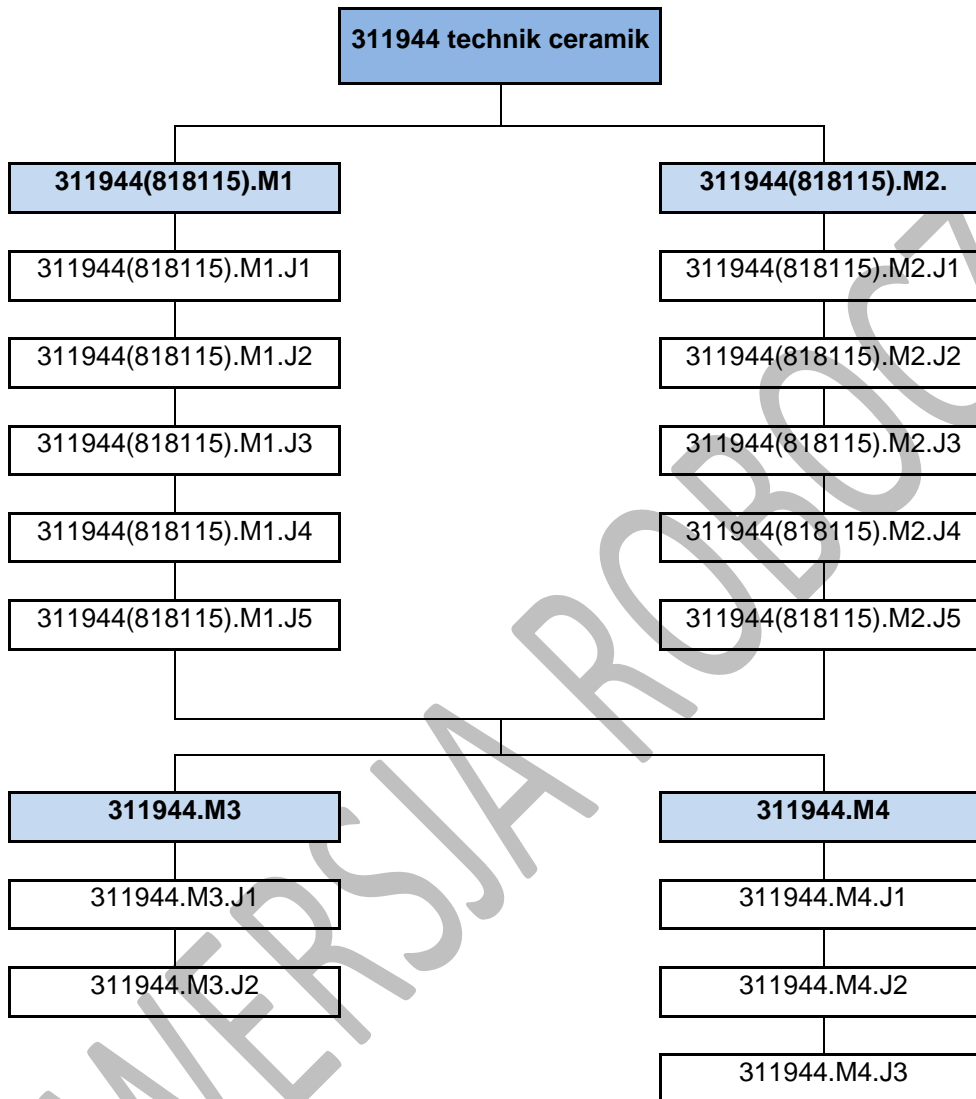 311944 technik ceramik
311944(818115).M1
311944(818115).M2.
311944(818115).M1.J1
311944(818115).M2.J1
311944(818115).M1.J2
311944(818115).M2.J2
311944(818115).M1.J3
311944(818115).M2.J3
311944(818115).M1.J4
311944(818115).M2.J4
311944(818115).M1.J5
311944(818115).M2.J5
311944.M3
311944.M4
311944.M3.J1
311944.M4.J1
311944.M3.J2
311944.M4.J2
311944.M4.J3
WERSJA ROBOCZ